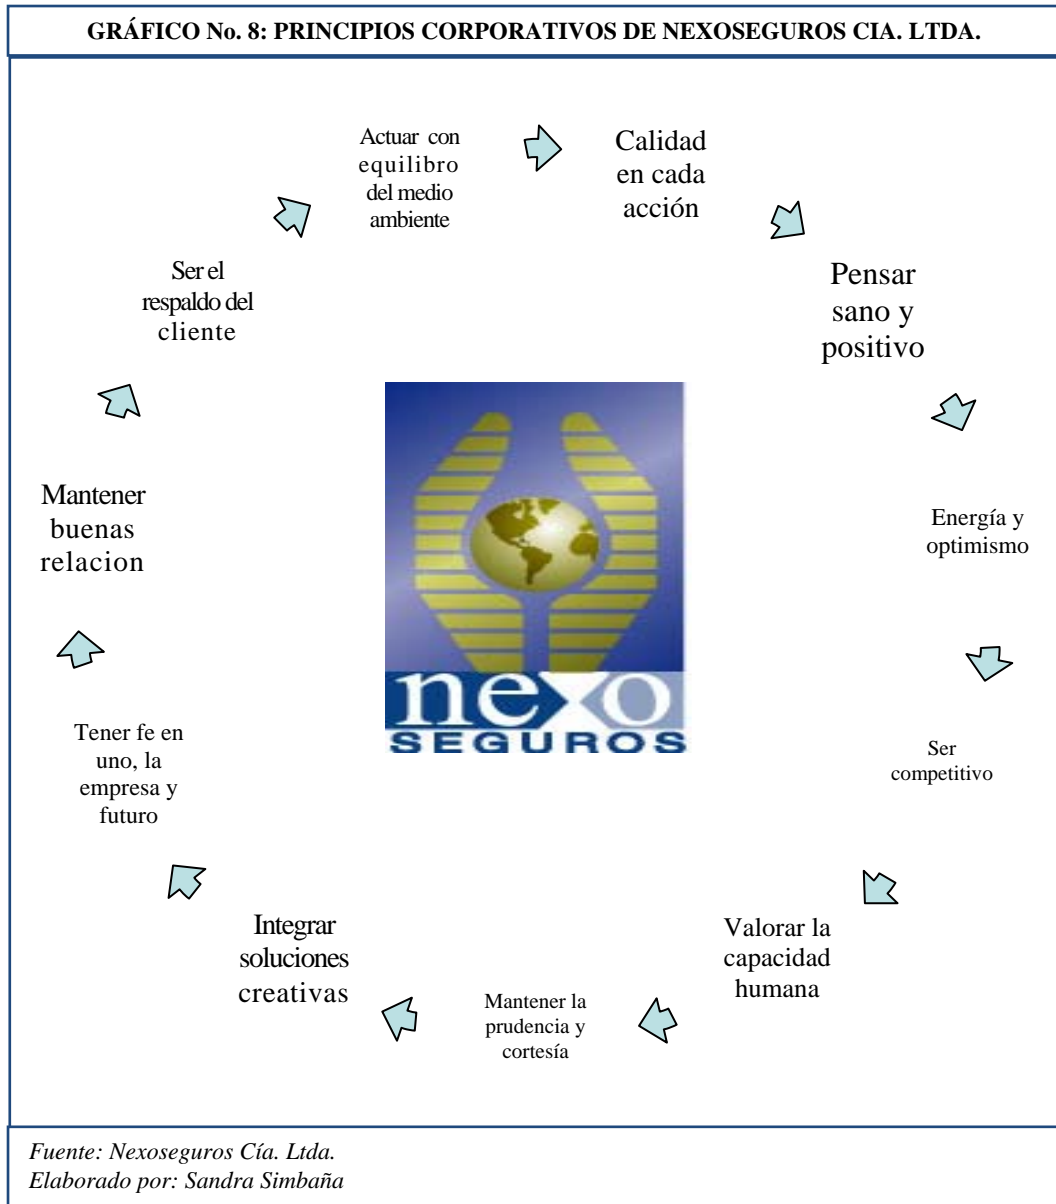 GRÁFICO No. 8: PRINCIPIOS CORPORATIVOS DE NEXOSEGUROS CIA. LTDA.
Actuar con
equilibro
del medio
ambiente
Calidad
en cada
acción
Pensar
sano y
positivo
Energía y
optimismo
Ser
competitivo
Valorar la
capacidad
humana
Mantener la
prudencia y
cortesía
Integrar
soluciones
creativas
Tener fe en
uno, la
empresa y
futuro
Mantener
buenas
relacion
Ser el
respaldo del
cliente
nexo
SEGUROS
Fuente: Nexoseguros Cía. Ltda.
Elaborado por: Sandra Simbaña